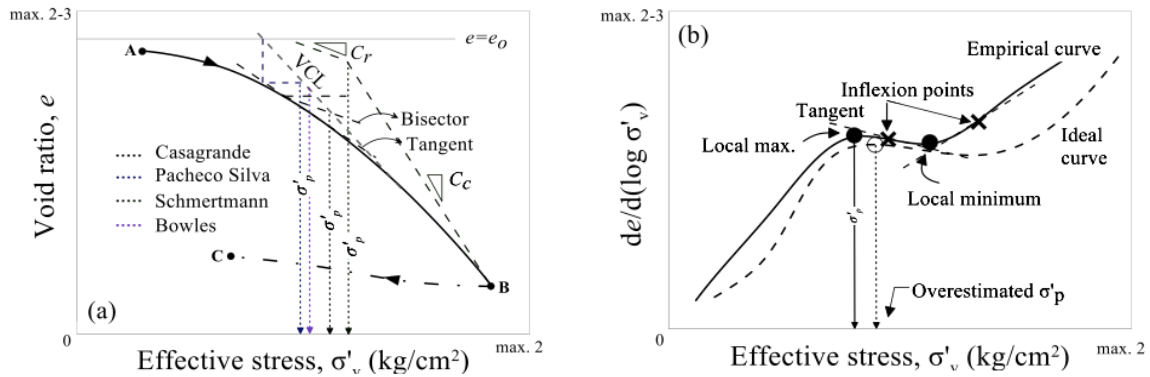 max. 2-3
e=eo
A
Cr
VCL
Bisector
Tangent
Casagrande
Pacheco Silva
Schmertmann
Bowles
Cc
σ'p
σ'p
σ'p
C
B
(a)
0
max. 2
Void ratio, e
Effective stress, σ'v (kg/cm²)
max. 2-3
(b)
Empirical curve
Inflexion points
Tangent
Local max.
Ideal
curve
Local minimum
σ'p
Overestimated σ'p
0
max. 2
de/d(log σ'v)
Effective stress, σ'v (kg/cm²)